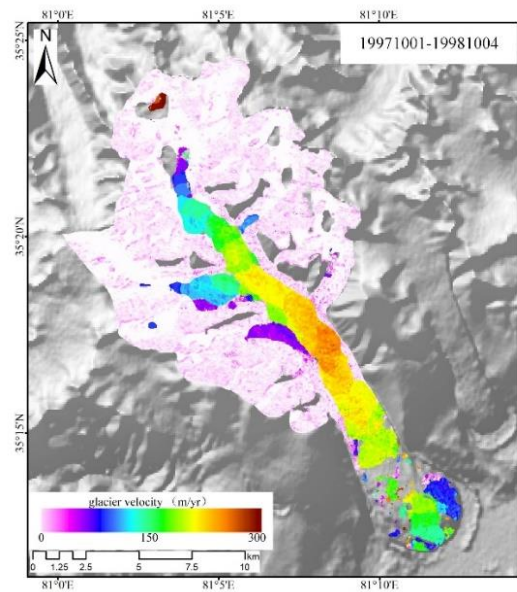 81°0′E 81°5′E 81°10′E
35°25′N
N
19971001-19981004
35°20′N
35°15′N
glacier velocity （m/yr）
0 150 300
0 1.25 2.5 5 7.5 10
km
81°0′E 81°5′E 81°10′E